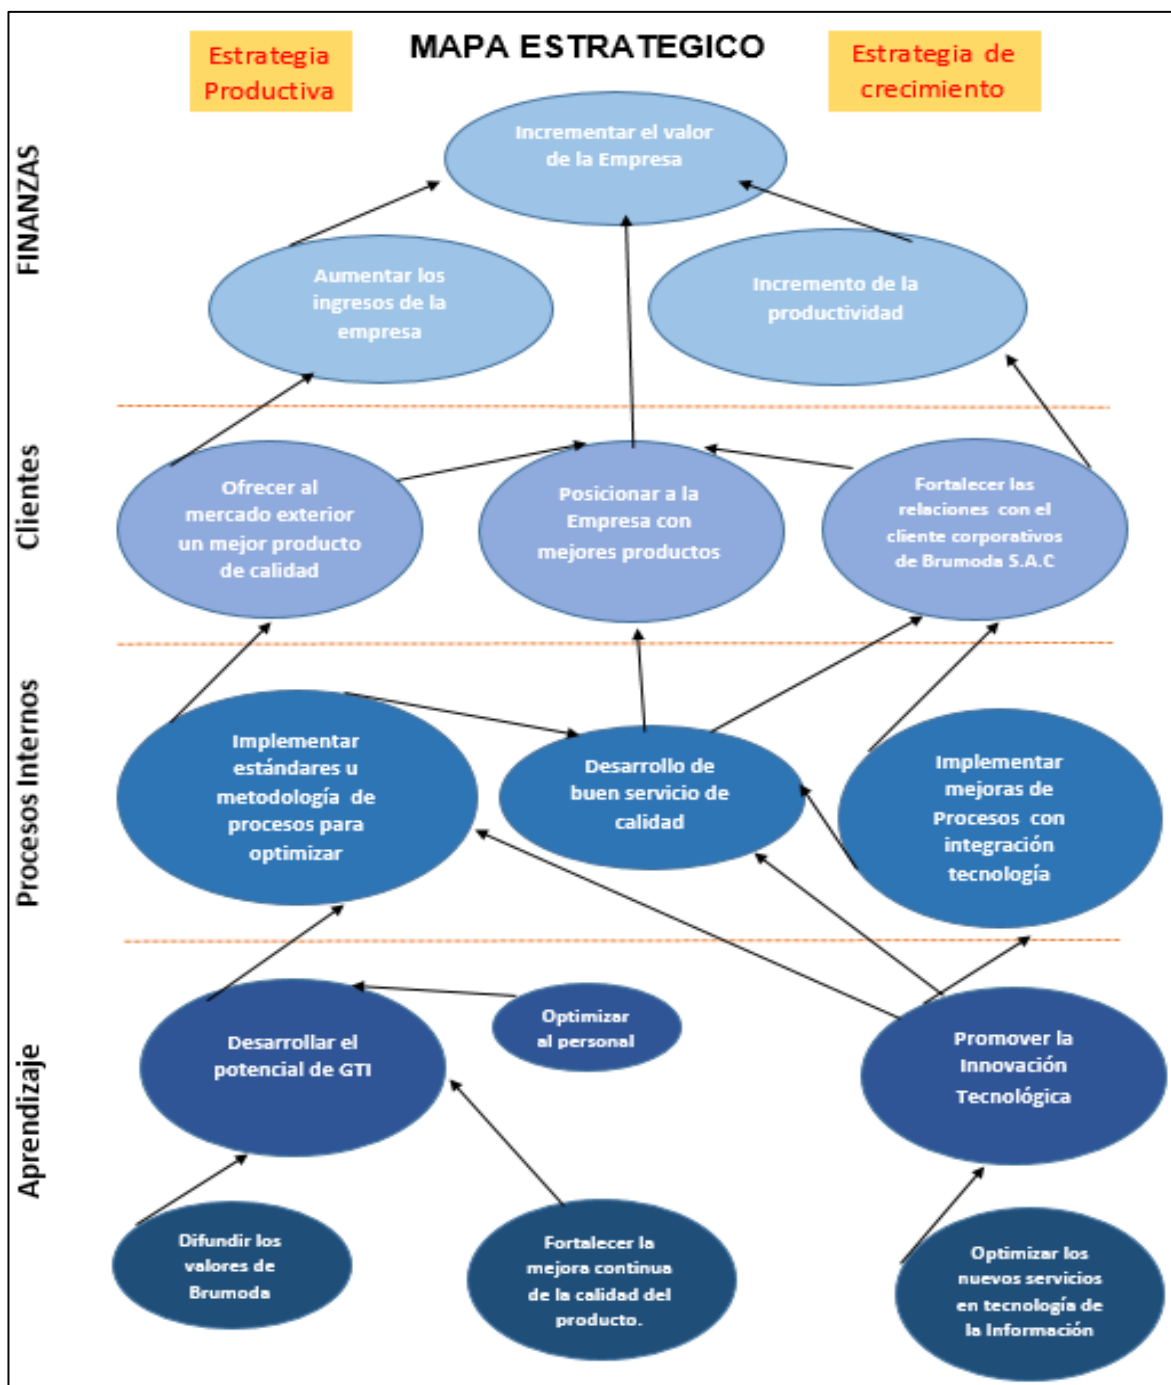 MAPA ESTRATEGICO
Estrategia
Productiva
Estrategia de
crecimiento
FINANZAS
Incrementar el valor
de la Empresa
Aumentar los
ingresos de la
empresa
Incremento de la
productividad
Clientes
Ofrecer al
mercado exterior
un mejor producto
de calidad
Posicionar a la
Empresa con
mejores productos
Fortalecer las
relaciones con el
cliente corporativos
de Brumoda S.A.C
Procesos Internos
Implementar
estándares u
metodología de
procesos para
optimizar
Desarrollo de
buen servicio de
calidad
Implementar
mejoras de
Procesos con
integración
tecnología
Aprendizaje
Desarrollar el
potencial de GTI
Optimizar
al personal
Promover la
Innovación
Tecnológica
Difundir los
valores de
Brumoda
Fortalecer la
mejora continua
de la calidad del
producto.
Optimizar los
nuevos servicios
en tecnología de
la Información